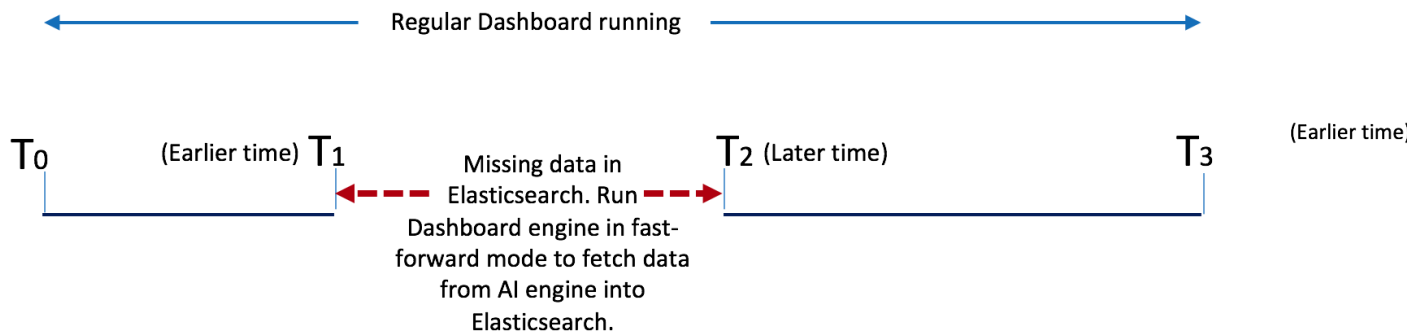 Regular Dashboard running
T0
(Earlier time) T1
T2 (Later time)
T3
(Earlier time)
Missing data in
Elasticsearch. Run
Dashboard engine in fast-
forward mode to fetch data
from AI engine into
Elasticsearch.